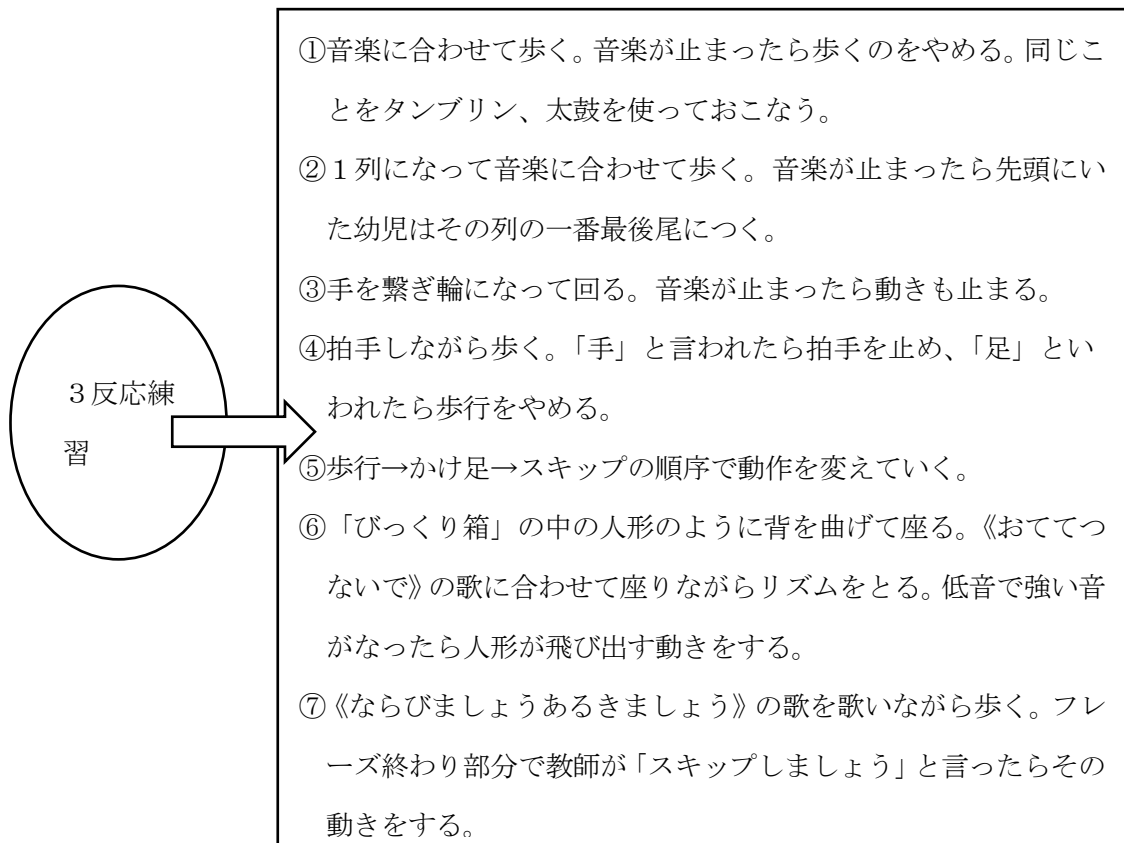 ３反応練
習
①音楽に合わせて歩く。音楽が止まったら歩くのをやめる。同じこ
とをタンブリン、太鼓を使っておこなう。
②１列になって音楽に合わせて歩く。音楽が止まったら先頭にい
た幼児はその列の一番最後尾につく。
③手を繋ぎ輪になって回る。音楽が止まったら動きも止まる。
④拍手しながら歩く。「手」と言われたら拍手を止め、「足」とい
われたら歩行をやめる。
⑤歩行→かけ足→スキップの順序で動作を変えていく。
⑥「びっくり箱」の中の人形のように背を曲げて座る。《おててつ
ないで》の歌に合わせて座りながらリズムをとる。低音で強い音
がなったら人形が飛び出す動きをする。
⑦《ならびましょうあるきましょう》の歌を歌いながら歩く。フレ
ーズ終わり部分で教師が「スキップしましょう」と言ったらその
動きをする。